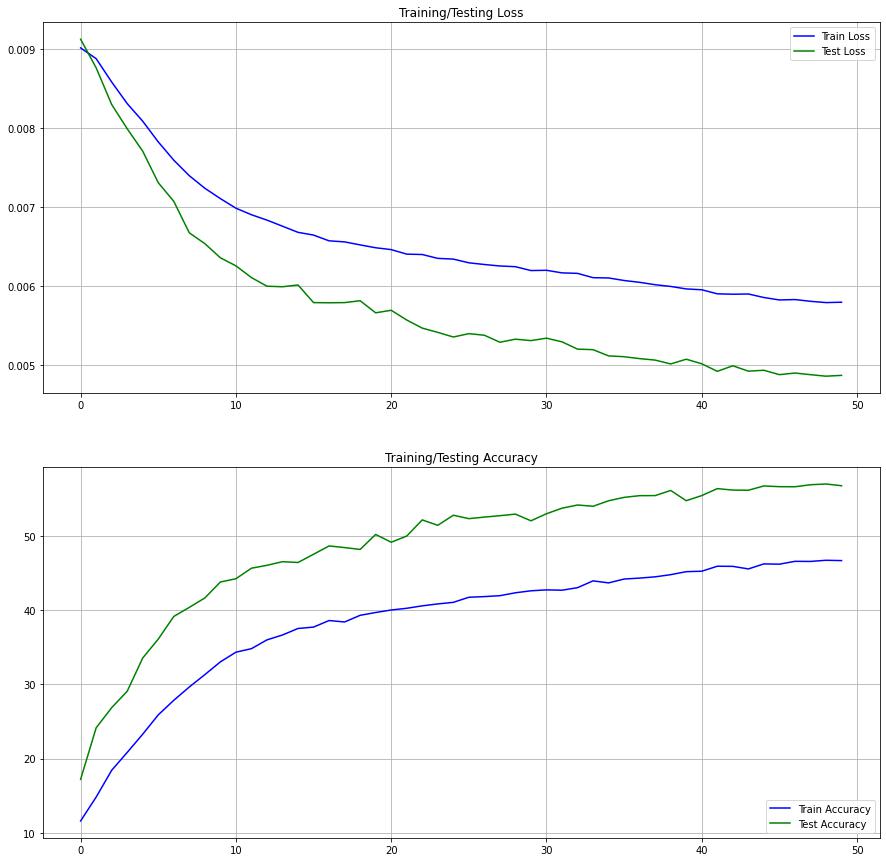 Training/Testing Loss
Train Loss
Test Loss
0.009
0.008
0.007
0.006
0.005
0 10 20 30 40 50
Training/Testing Accuracy
50
40
30
20
10
Train Accuracy
Test Accuracy
0 10 20 30 40 50